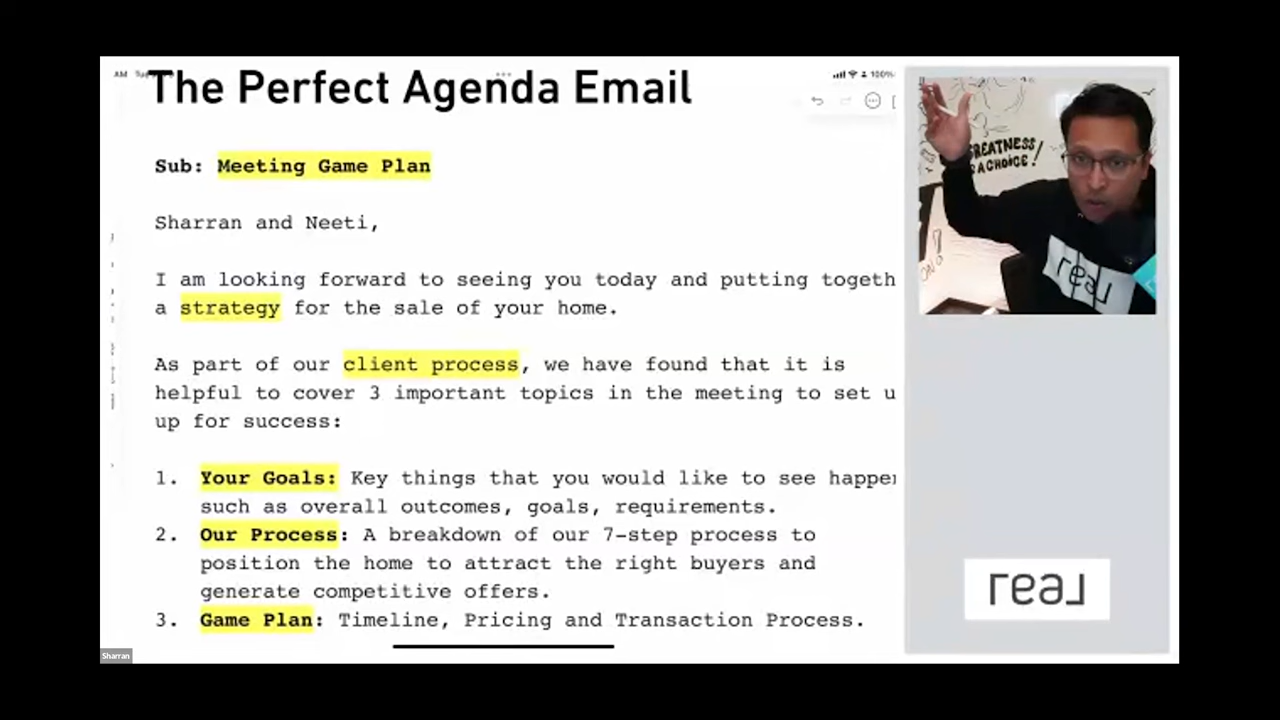 AM Tu
The Perfect Agenda Email
100%
Sub: Meeting Game Plan
Sharran and Neeti,
I am looking forward to seeing you today and putting togeth
a strategy for the sale of your home.
As part of our client process, we have found that it is
helpful to cover 3 important topics in the meeting to set u
up for success:
1. Your Goals: Key things that you would like to see happen
such as overall outcomes, goals, requirements.
2. Our Process: A breakdown of our 7-step process to
position the home to attract the right buyers and
generate competitive offers.
3. Game Plan: Timeline, Pricing and Transaction Process.
GREATNESS
A CHOICE!
real
real
Sharran